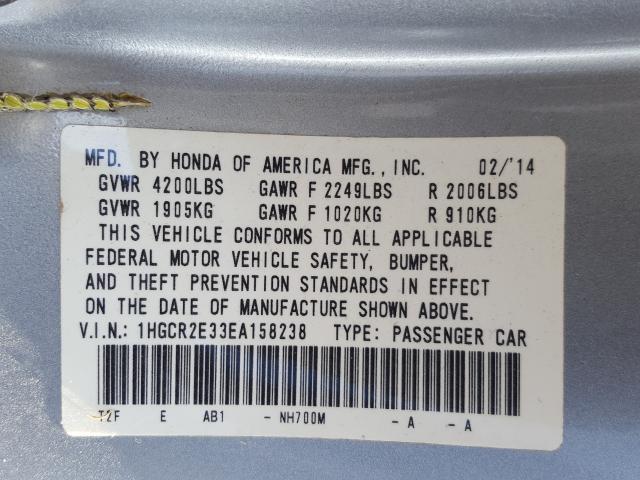 MFD. BY HONDA OF AMERICA MFG., INC. 02/'14
GVWR 4200LBS GAWR F 2249LBS R 2006LBS
GVWR 1905KG GAWR F 1020KG R 910KG
THIS VEHICLE CONFORMS TO ALL APPLICABLE
FEDERAL MOTOR VEHICLE SAFETY, BUMPER,
AND THEFT PREVENTION STANDARDS IN EFFECT
ON THE DATE OF MANUFACTURE SHOWN ABOVE.
V.I.N.: 1HGCR2E33EA158238 TYPE: PASSENGER CAR
T2F E AB1 - NH700M - A - A